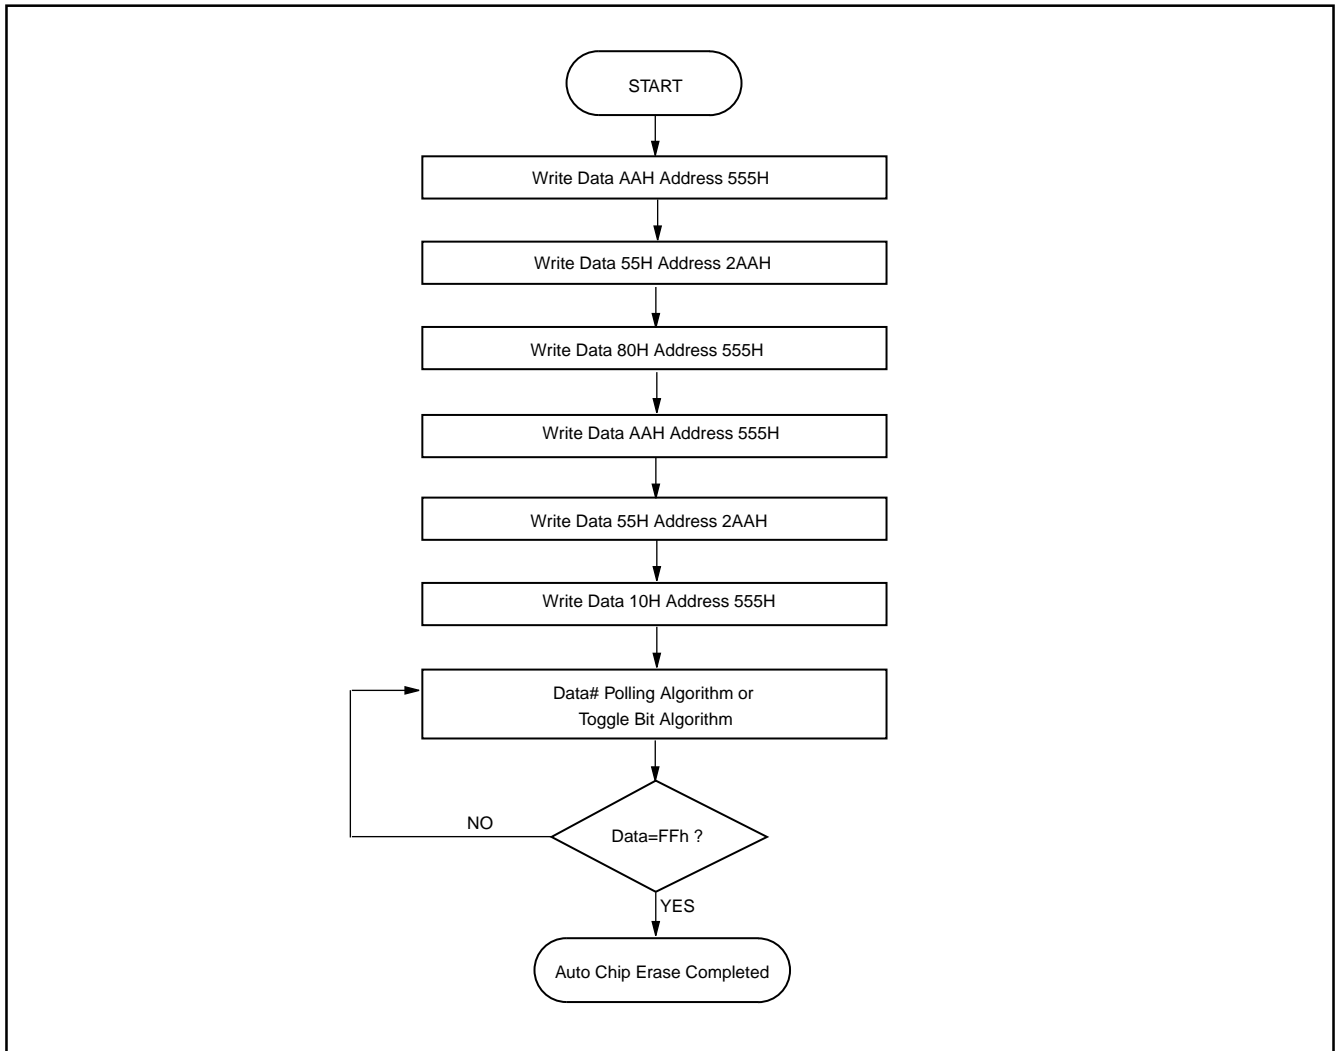 START
Write Data AAH Address 555H
Write Data 55H Address 2AAH
Write Data 80H Address 555H
Write Data AAH Address 555H
Write Data 55H Address 2AAH
Write Data 10H Address 555H
Data# Polling Algorithm or
Toggle Bit Algorithm
NO
Data=FFh ?
YES
Auto Chip Erase Completed